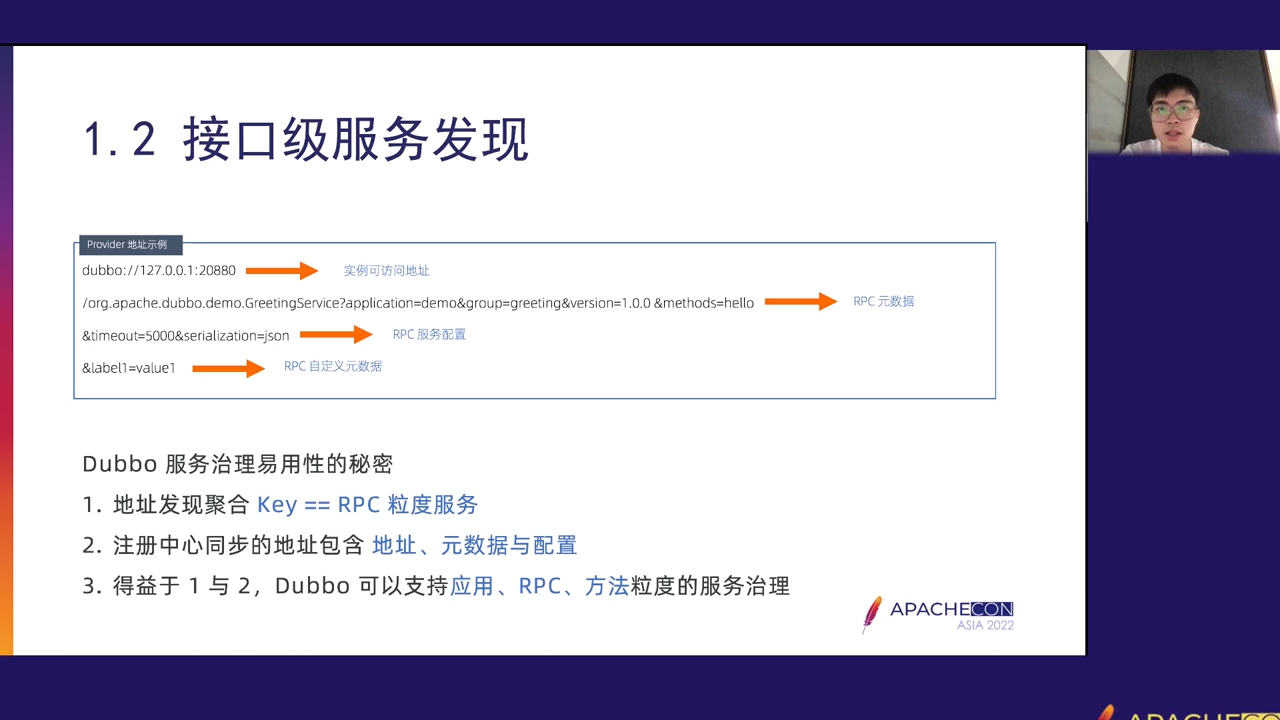 1.2 接口级服务发现
Provider 地址示例
dubbo://127.0.0.1:20880 实例可访问地址
/org.apache.dubbo.demo.GreetingService?application=demo&group=greeting&version=1.0.0 &methods=hello RPC 元数据
&timeout=5000&serialization=json RPC 服务配置
&label1=value1 RPC 自定义元数据
Dubbo 服务治理易用性的秘密
1. 地址发现聚合 Key == RPC 粒度服务
2. 注册中心同步的地址包含 地址、元数据与配置
3. 得益于 1 与 2，Dubbo 可以支持应用、RPC、方法粒度的服务治理
APACHECON
ASIA 2022
APACHECO